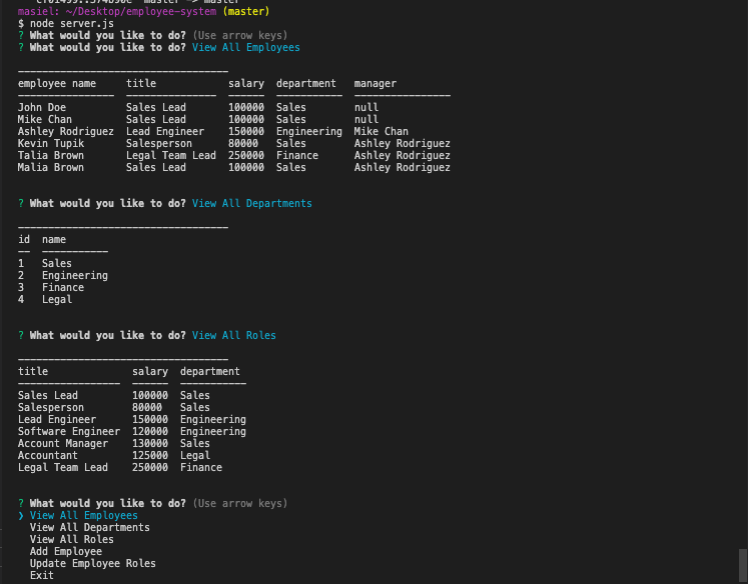 masiel: ~/Desktop/employee-system (master)
$ node server.js
? What would you like to do? (Use arrow keys)
? What would you like to do? View All Employees
employee name title salary department manager
John Doe Sales Lead 100000 Sales null
Mike Chan Sales Lead 100000 Sales null
Ashley Rodriguez Lead Engineer 150000 Engineering Mike Chan
Kevin Tupik Salesperson 80000 Sales Ashley Rodriguez
Talia Brown Legal Team Lead 250000 Finance Ashley Rodriguez
Malia Brown Sales Lead 100000 Sales Ashley Rodriguez
? What would you like to do? View All Departments
id name
1 Sales
2 Engineering
3 Finance
4 Legal
? What would you like to do? View All Roles
title salary department
Sales Lead 100000 Sales
Salesperson 80000 Sales
Lead Engineer 150000 Engineering
Software Engineer 120000 Engineering
Account Manager 130000 Sales
Accountant 125000 Legal
Legal Team Lead 250000 Finance
? What would you like to do? (Use arrow keys)
❯ View All Employees
View All Departments
View All Roles
Add Employee
Update Employee Roles
Exit